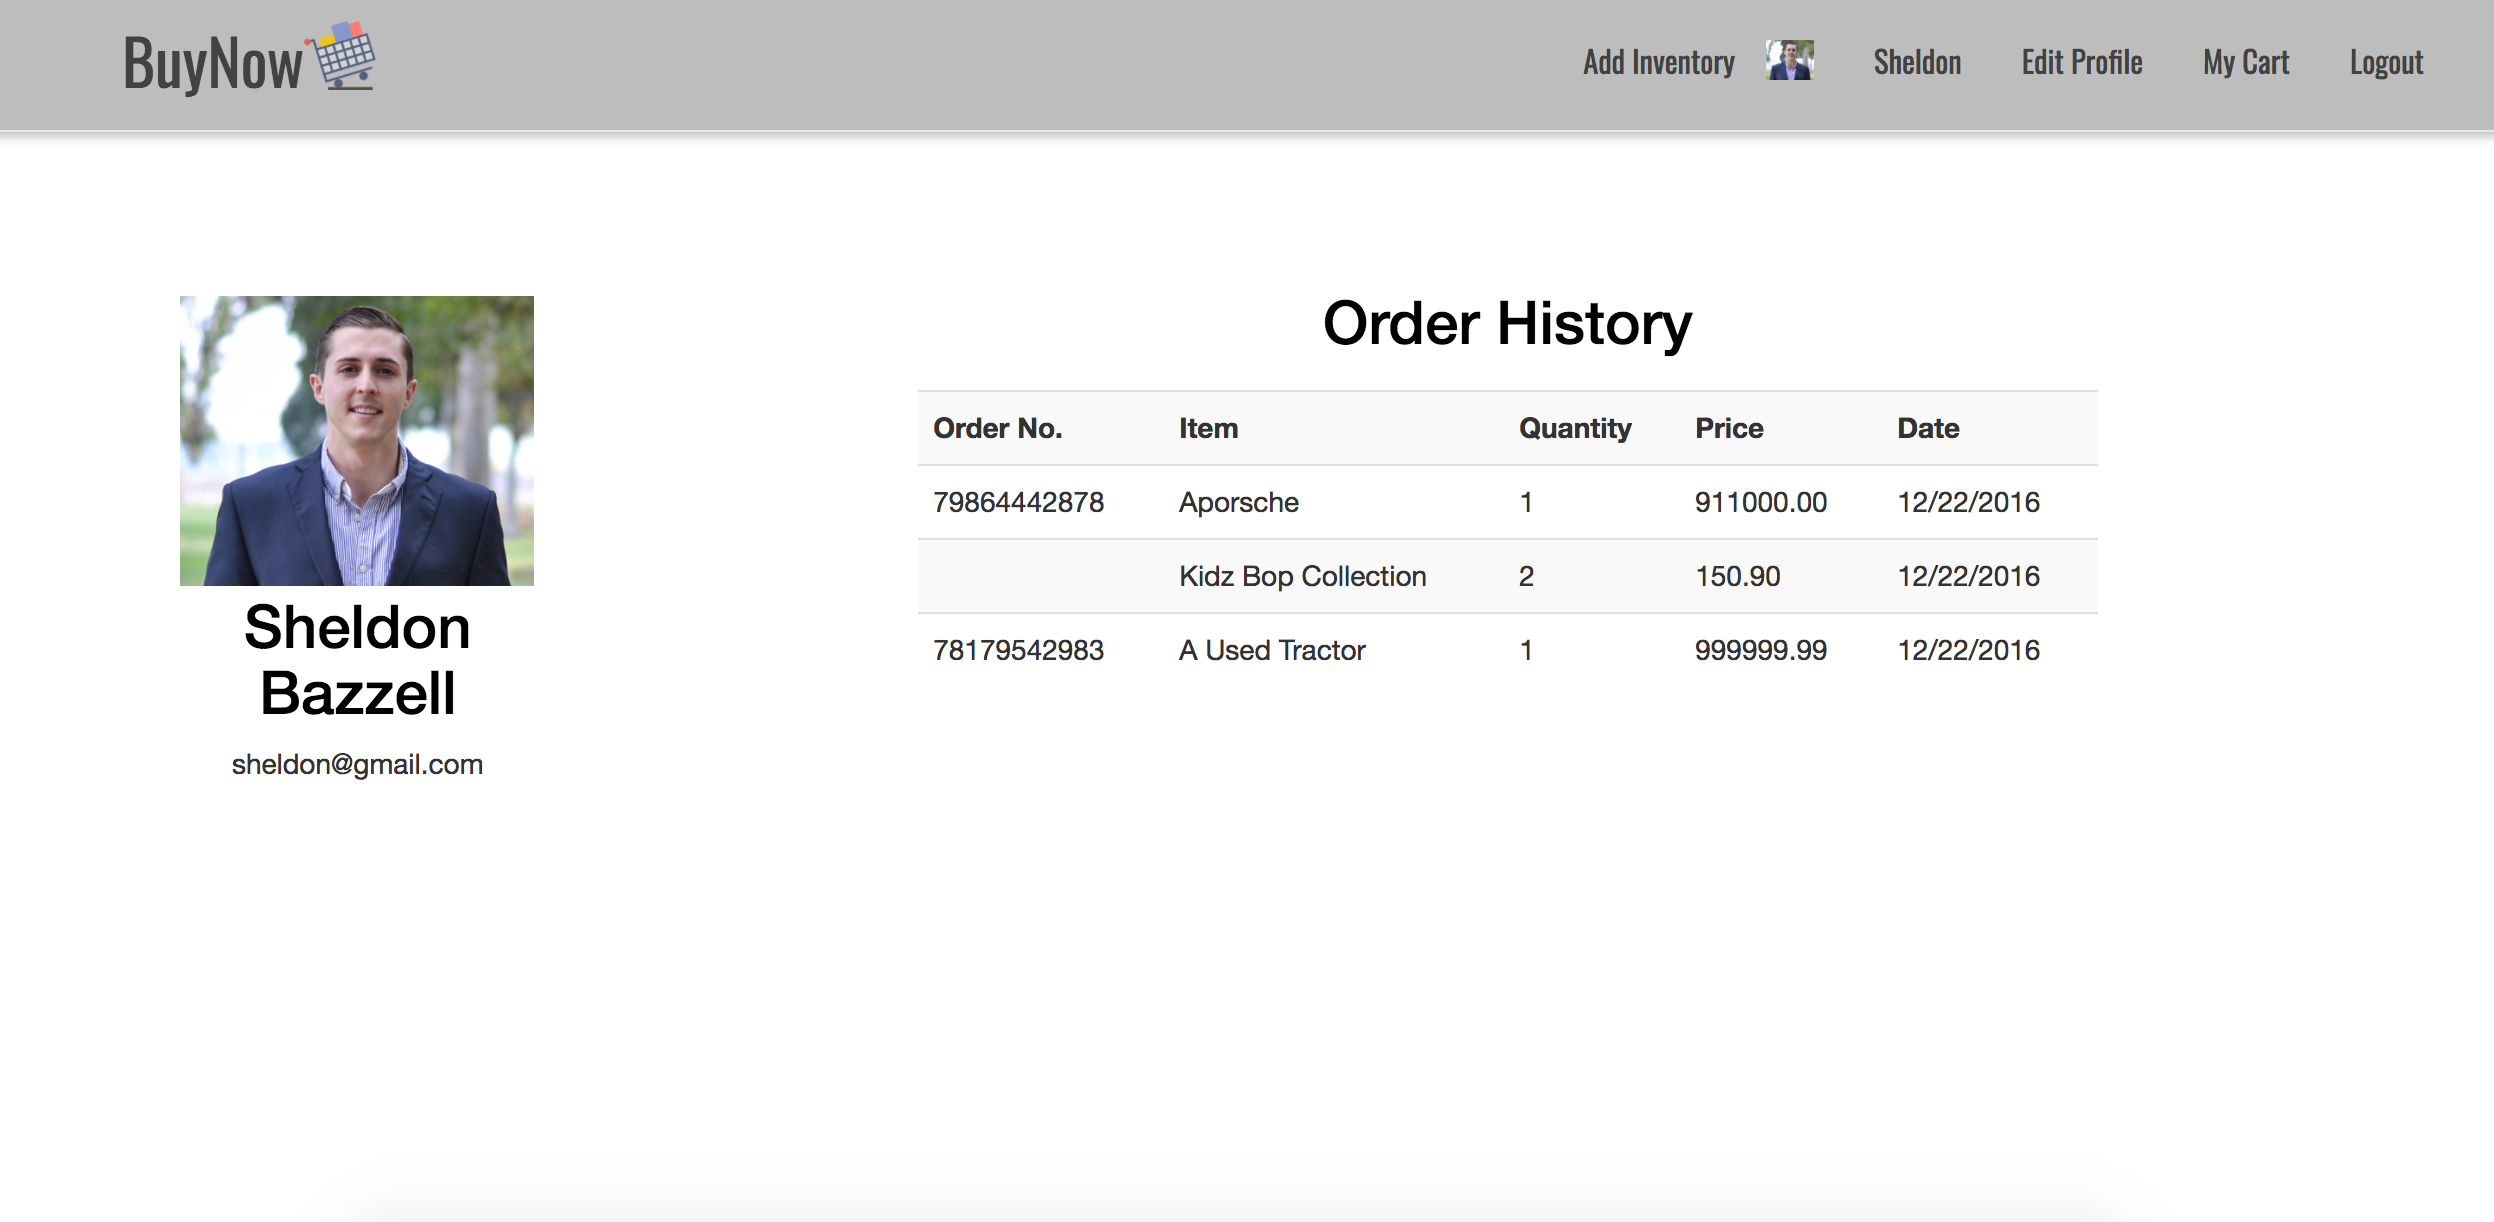 BuyNow
Add Inventory Sheldon Edit Profile My Cart Logout
Sheldon
Bazzell
sheldon@gmail.com
Order History
Order No. Item Quantity Price Date
79864442878 Aporsche 1 911000.00 12/22/2016
Kidz Bop Collection 2 150.90 12/22/2016
78179542983 A Used Tractor 1 999999.99 12/22/2016